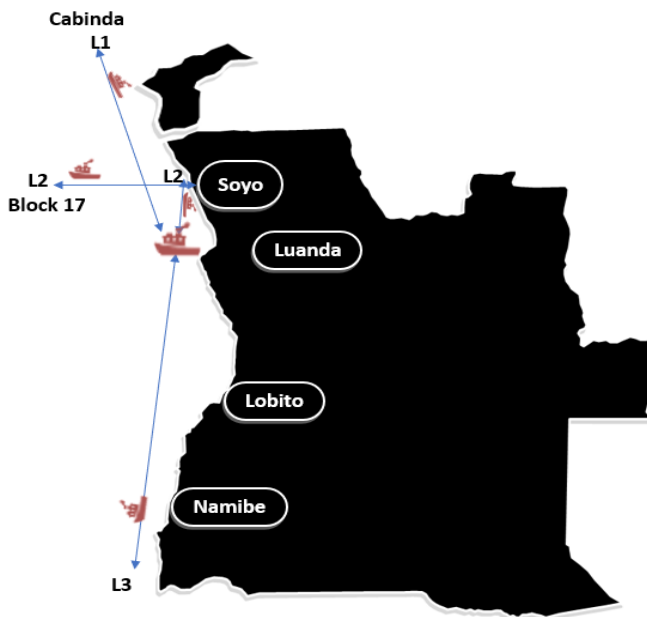 Cabinda
L1
L2
L2
Soyo
Block 17
Luanda
Lobito
Namibe
L3